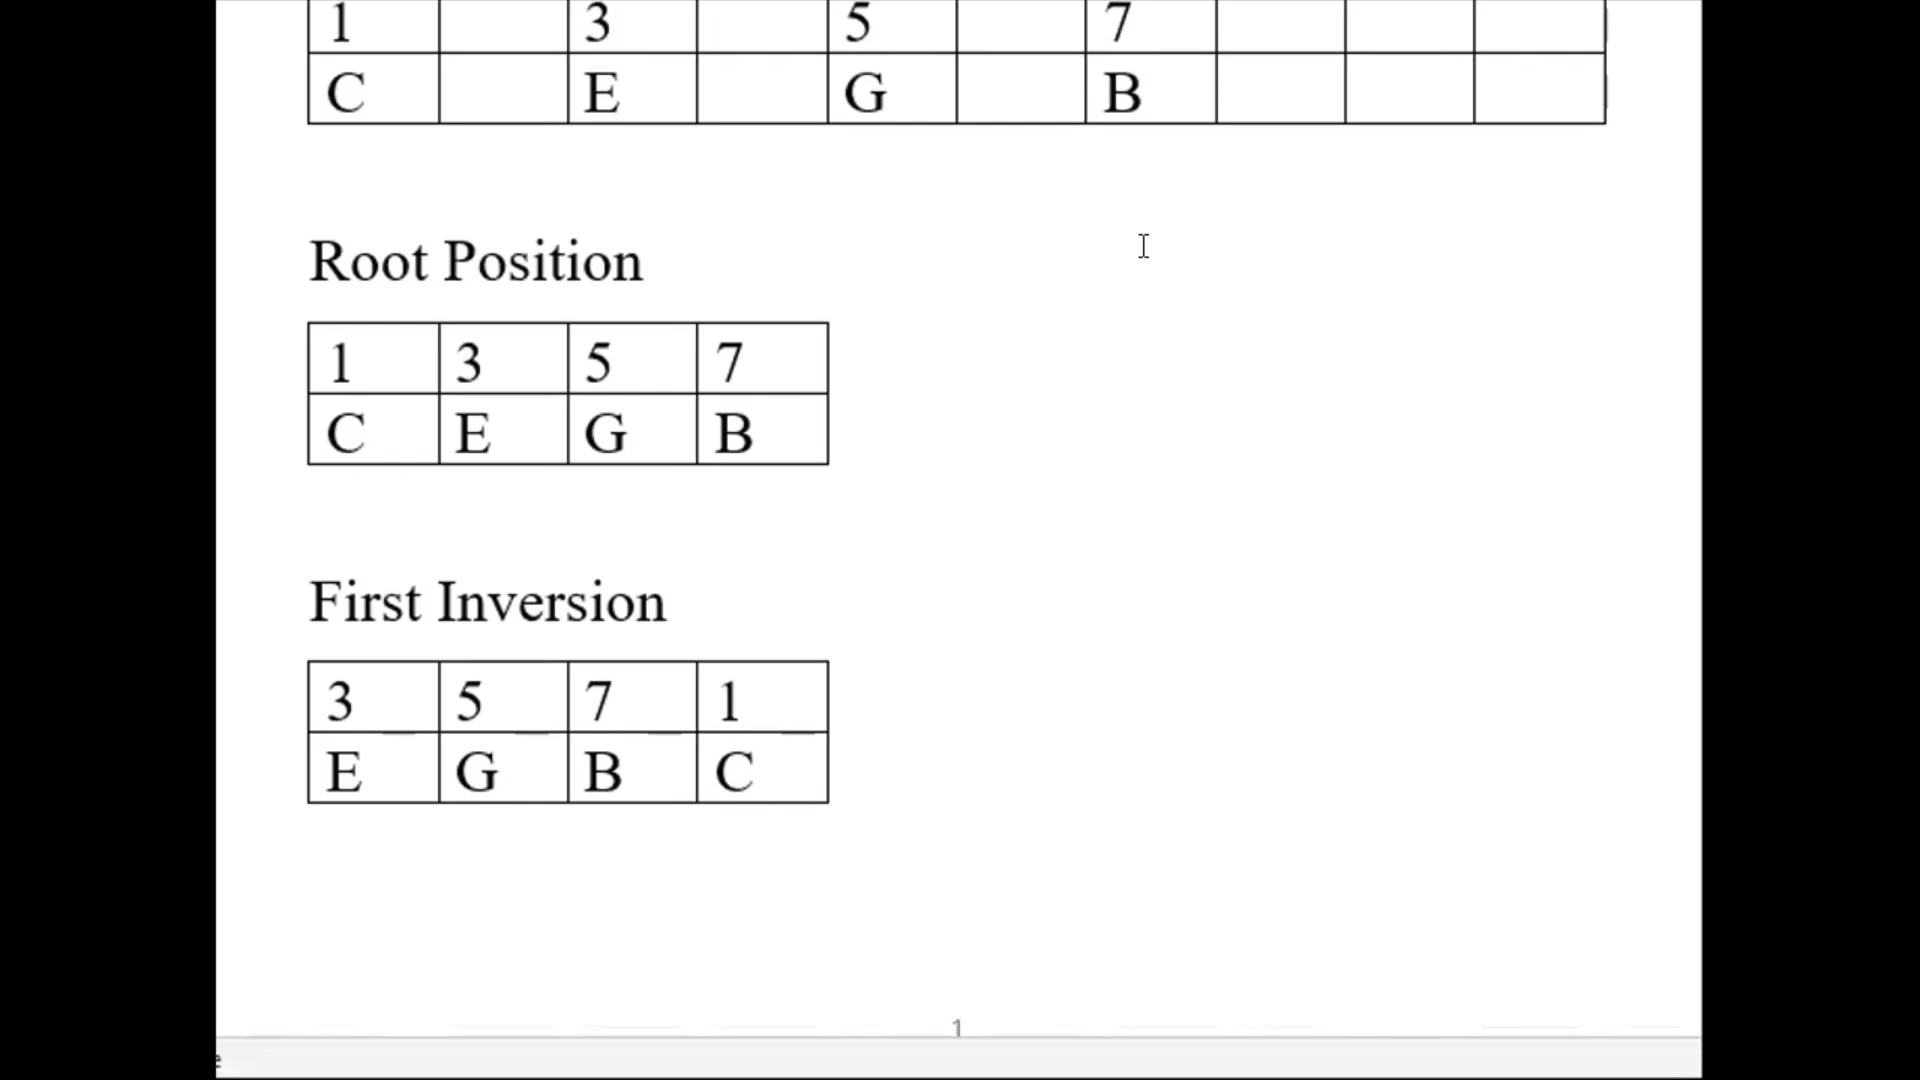 1 3 5 7
C E G B
Root Position
1 3 5 7
C E G B
First Inversion
3 5 7 1
E G B C
1